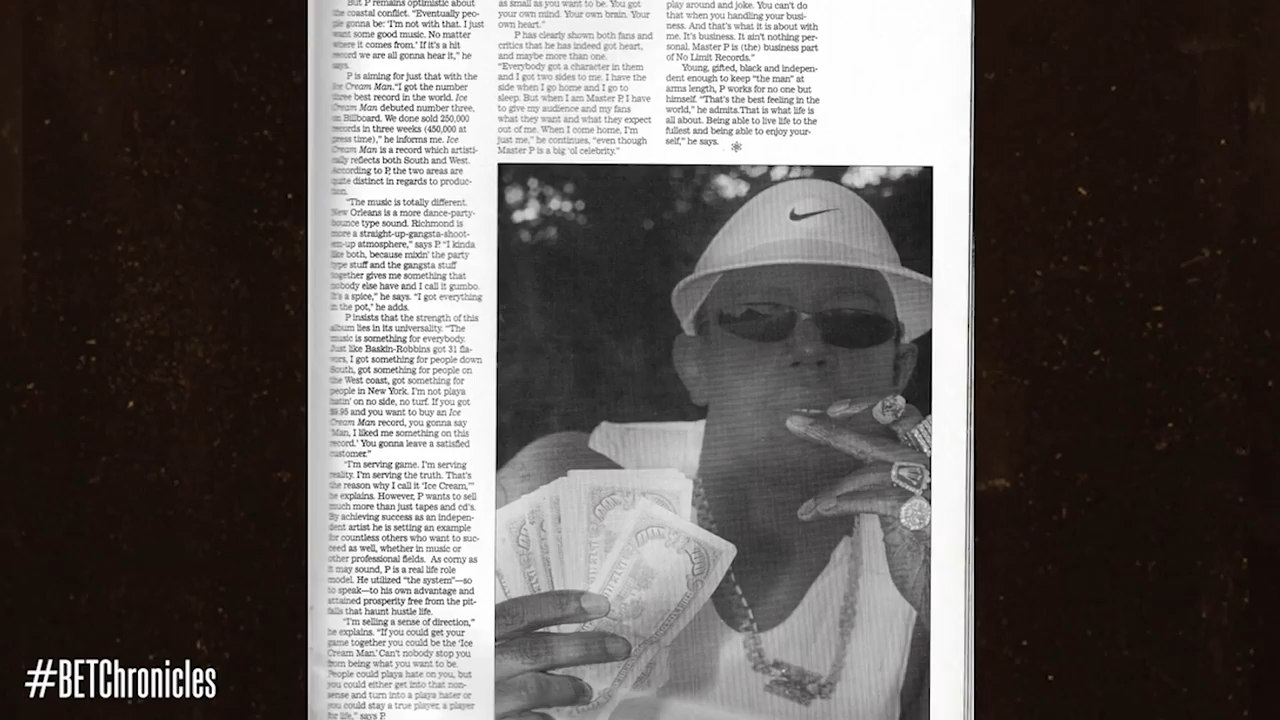 But P remains optimistic about
the coastal conflict. "Eventually peo-
ple gonna be: 'I'm not with that. I just
want some good music. No matter
where it comes from.' If it's a hit
record we are all gonna hear it," he
says.
P is aiming for just that with the
Ice Cream Man. "I got the number
three best record in the world. Ice
Cream Man debuted number three.
on Billboard. We done sold 250,000
records in three weeks (450,000 at
press time)," he informs me. Ice
Cream Man is a record which artisti-
cally reflects both South and West.
According to P, the two areas are
quite distinct in regards to produc-
tion.
"The music is totally different.
New Orleans is a more dance-party-
bounce type sound. Richmond is
more a straight-up-gangsta-shoot-
em-up atmosphere," says P. "I kinda
like both, because mixin' the party
type stuff and the gangsta stuff
together gives me something that
nobody else have and I call it gumbo.
It's a spice," he says. "I got everything
in the pot," he adds.
P insists that the strength of this
album lies in its universality. "The
music is something for everybody.
Just like Baskin-Robbins got 31 fla-
vors, I got something for people down
South, got something for people on
the West coast, got something for
people in New York. I'm not playa
hatin' on no side, no turf. If you got
$9.95 and you want to buy an Ice
Cream Man record, you gonna say
'Man, I liked me something on this
record.' You gonna leave a satisfied
customer."
"I'm serving game. I'm serving
reality. I'm serving the truth. That's
the reason why I call it 'Ice Cream,'"
he explains. However, P wants to sell
much more than just tapes and cd's.
By achieving success as an indepen-
dent artist he is setting an example
for countless others who want to suc-
ceed as well, whether in music or
other professional fields. As corny as
it may sound, P is a real life role
model. He utilized "the system"—so
to speak—to his own advantage and
attained prosperity free from the pit-
falls that haunt hustle life.
"I'm selling a sense of direction,"
he explains. "If you could get your
game together you could be the 'Ice
Cream Man.' Can't nobody stop you
from being what you want to be.
People could playa hate on you, but
you could either get into that non-
sense and turn into a playa hater or
you could stay a true player, a player
for life," says P.
as small as you want to be. You got
your own mind. Your own brain. Your
own heart."
P has clearly shown both fans and
critics that he has indeed got heart,
and maybe more than one.
"Everybody got a character in them
and I got two sides to me. I have the
side when I go home and I go to
sleep. But when I am Master P, I have
to give my audience and my fans
what they want and what they expect
out of me. When I come home, I'm
just me," he continues, "even though
Master P is a big 'ol celebrity."
play around and joke. You can't do
that when you handling your busi-
ness. And that's what it is about with
me. It's business. It ain't nothing per-
sonal. Master P is (the) business part
of No Limit Records."
Young, gifted, black and indepen-
dent enough to keep "the man" at
arms length, P works for no one but
himself. "That's the best feeling in the
world," he admits. That is what life is
all about. Being able to live life to the
fullest and being able to enjoy your-
self," he says.
#BETChronicles